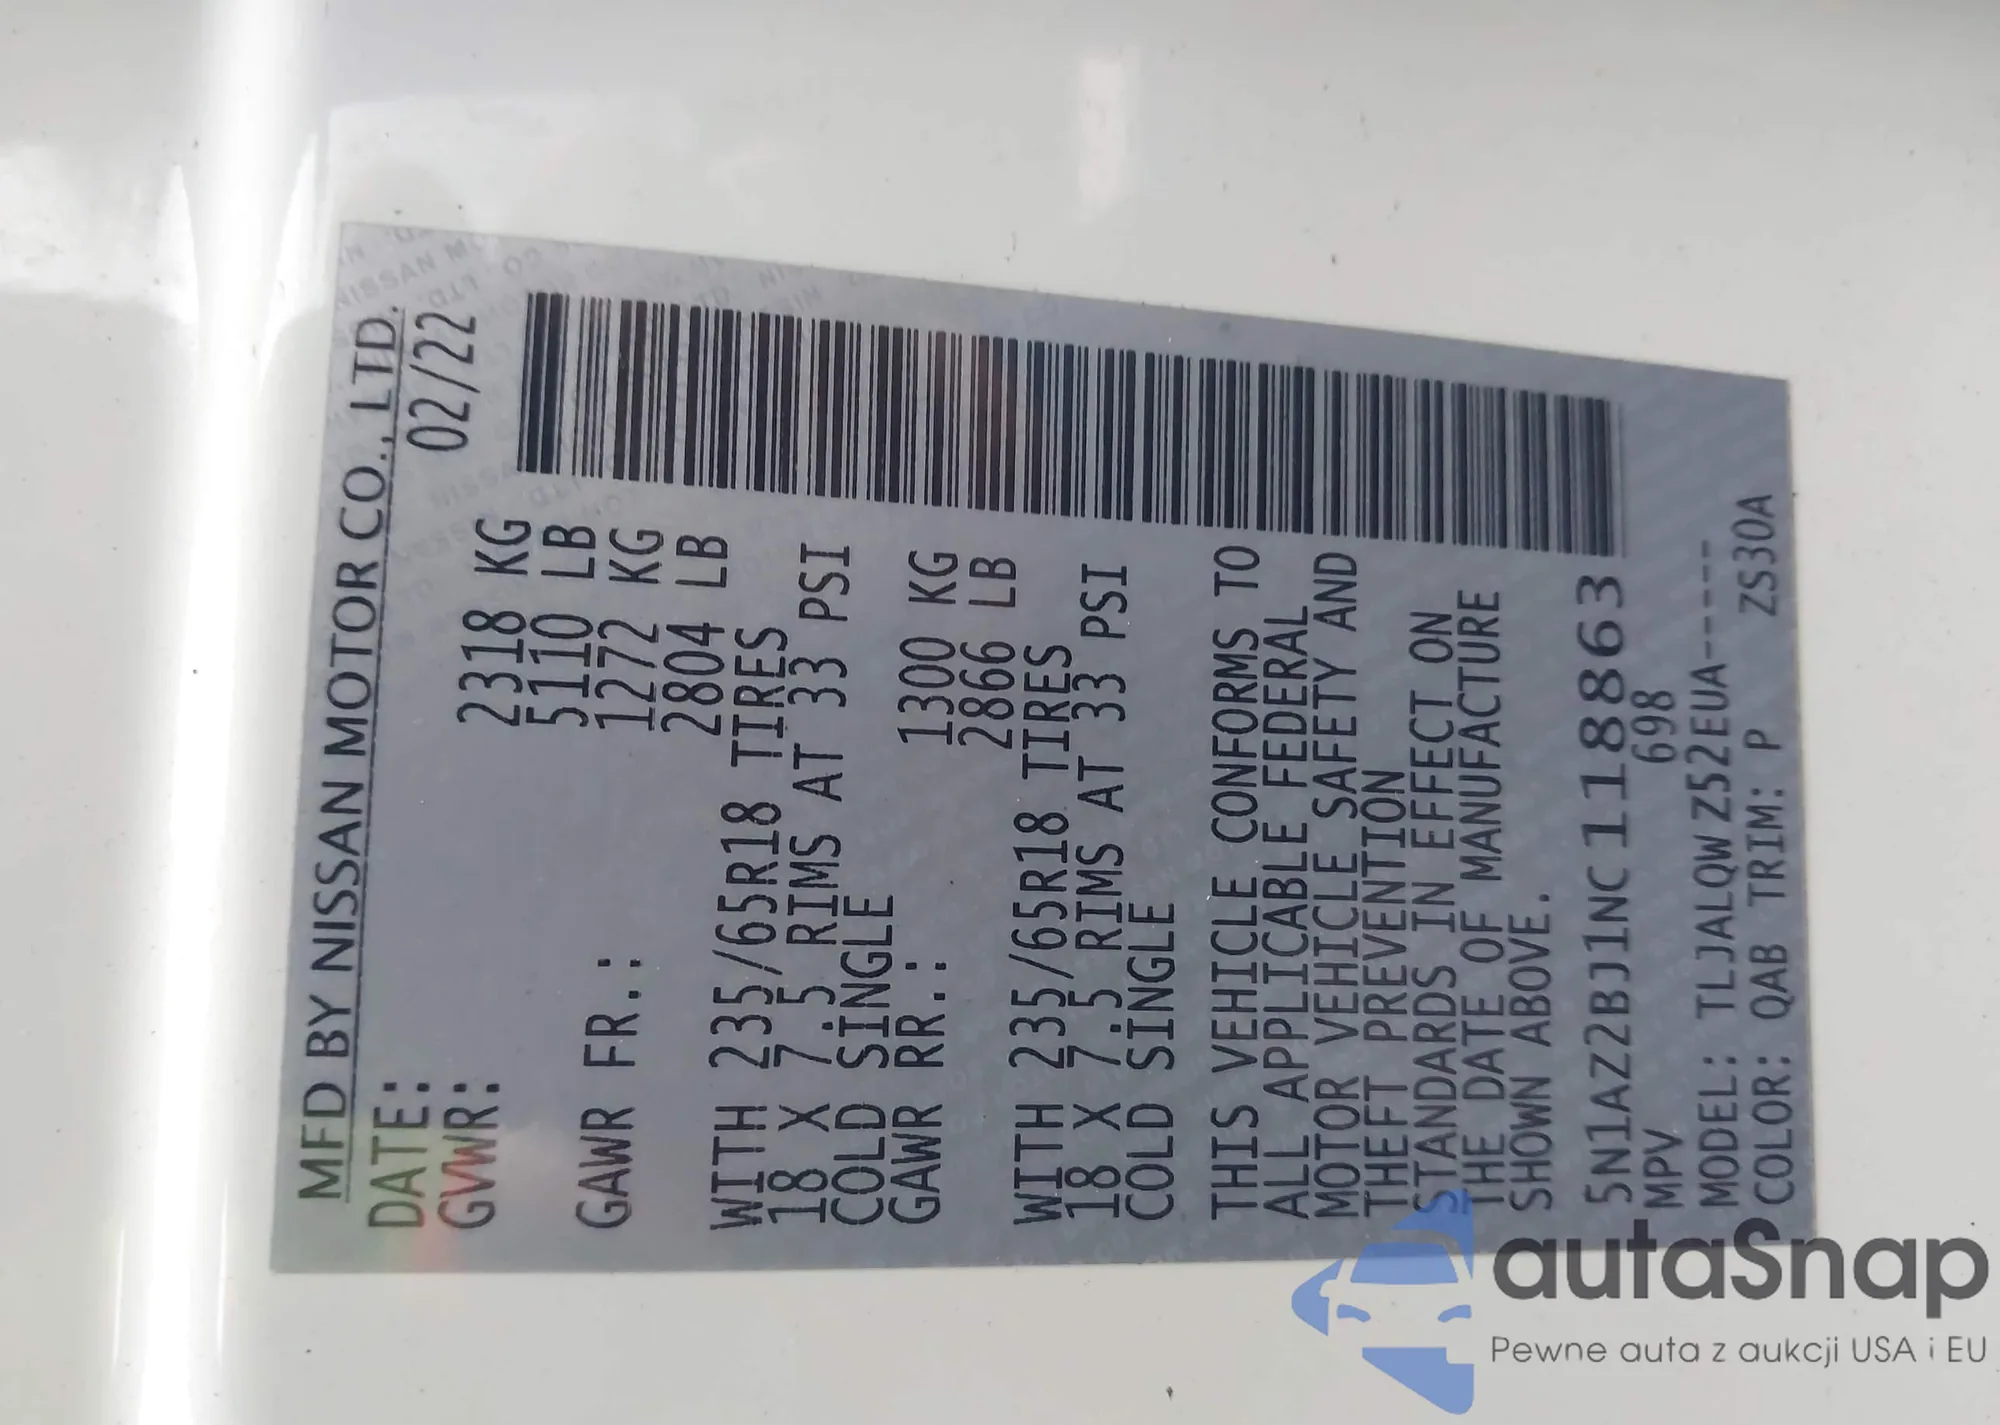 MFD BY NISSAN MOTOR CO., LTD.
DATE: 02/22
GVWR: 2318 KG
5110 LB
GAWR FR.: 1272 KG
2804 LB
WITH 235/65R18 TIRES
18 X 7.5 RIMS AT 33 PSI
COLD SINGLE
GAWR RR.: 1300 KG
2866 LB
WITH 235/65R18 TIRES
18 X 7.5 RIMS AT 33 PSI
COLD SINGLE
THIS VEHICLE CONFORMS TO
ALL APPLICABLE FEDERAL
MOTOR VEHICLE SAFETY AND
THEFT PREVENTION
STANDARDS IN EFFECT ON
THE DATE OF MANUFACTURE
SHOWN ABOVE.
5N1AZ2BJ1NC118863
MPV 698
MODEL: TLJALQWZ52EUA-----
COLOR: QAB TRIM: P ZS30A
autaSnap
Pewne auta z aukcji USA i EU